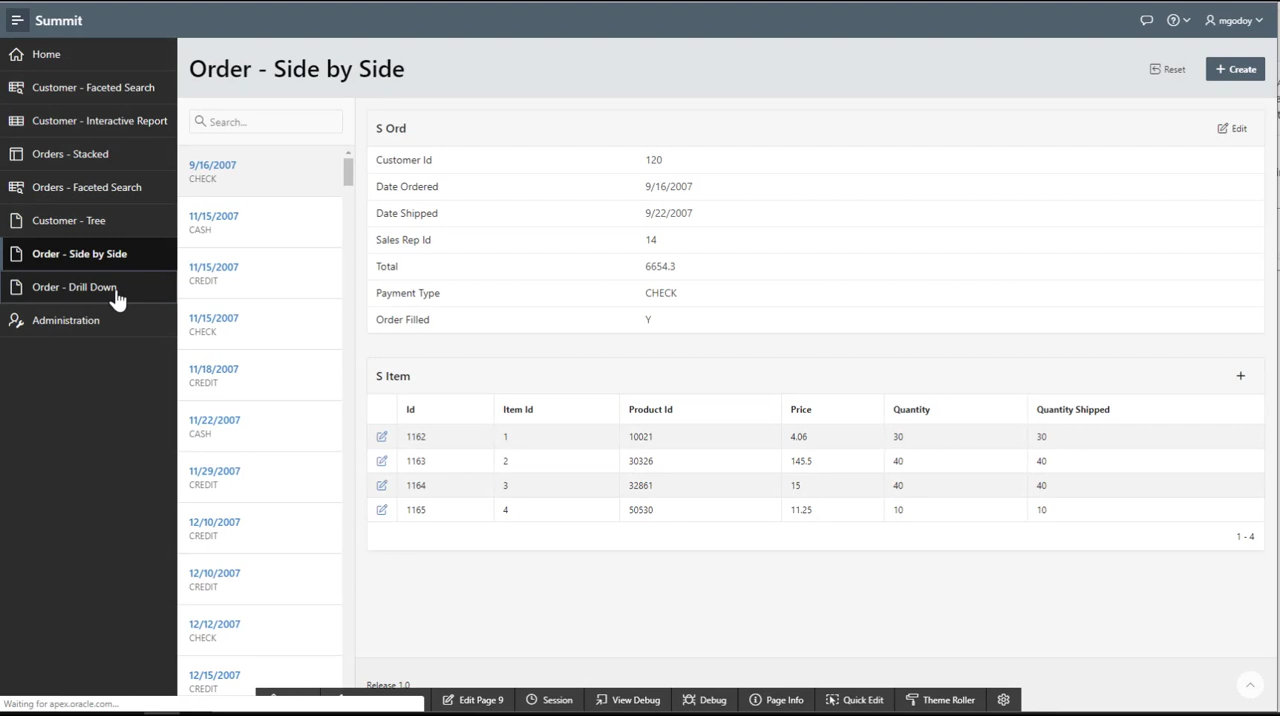 Summit
mgodoy
Home
Customer - Faceted Search
Customer - Interactive Report
Orders - Stacked
Orders - Faceted Search
Customer - Tree
Order - Side by Side
Order - Drill Down
Administration
Order - Side by Side
Reset
Create
Search...
9/16/2007
CHECK
11/15/2007
CASH
11/15/2007
CREDIT
11/15/2007
CHECK
11/18/2007
CREDIT
11/22/2007
CASH
11/29/2007
CREDIT
12/10/2007
CREDIT
12/10/2007
CREDIT
12/12/2007
CHECK
12/15/2007
CREDIT
S Ord
Edit
Customer Id 120
Date Ordered 9/16/2007
Date Shipped 9/22/2007
Sales Rep Id 14
Total 6654.3
Payment Type CHECK
Order Filled Y
S Item +
Id Item Id Product Id Price Quantity Quantity Shipped
1162 1 10021 4.06 30 30
1163 2 30326 145.5 40 40
1164 3 32861 15 40 40
1165 4 50530 11.25 10 10
1 - 4
Release 1.0
Waiting for apex.oracle.com...
Edit Page 9 Session View Debug Debug Page Info Quick Edit Theme Roller